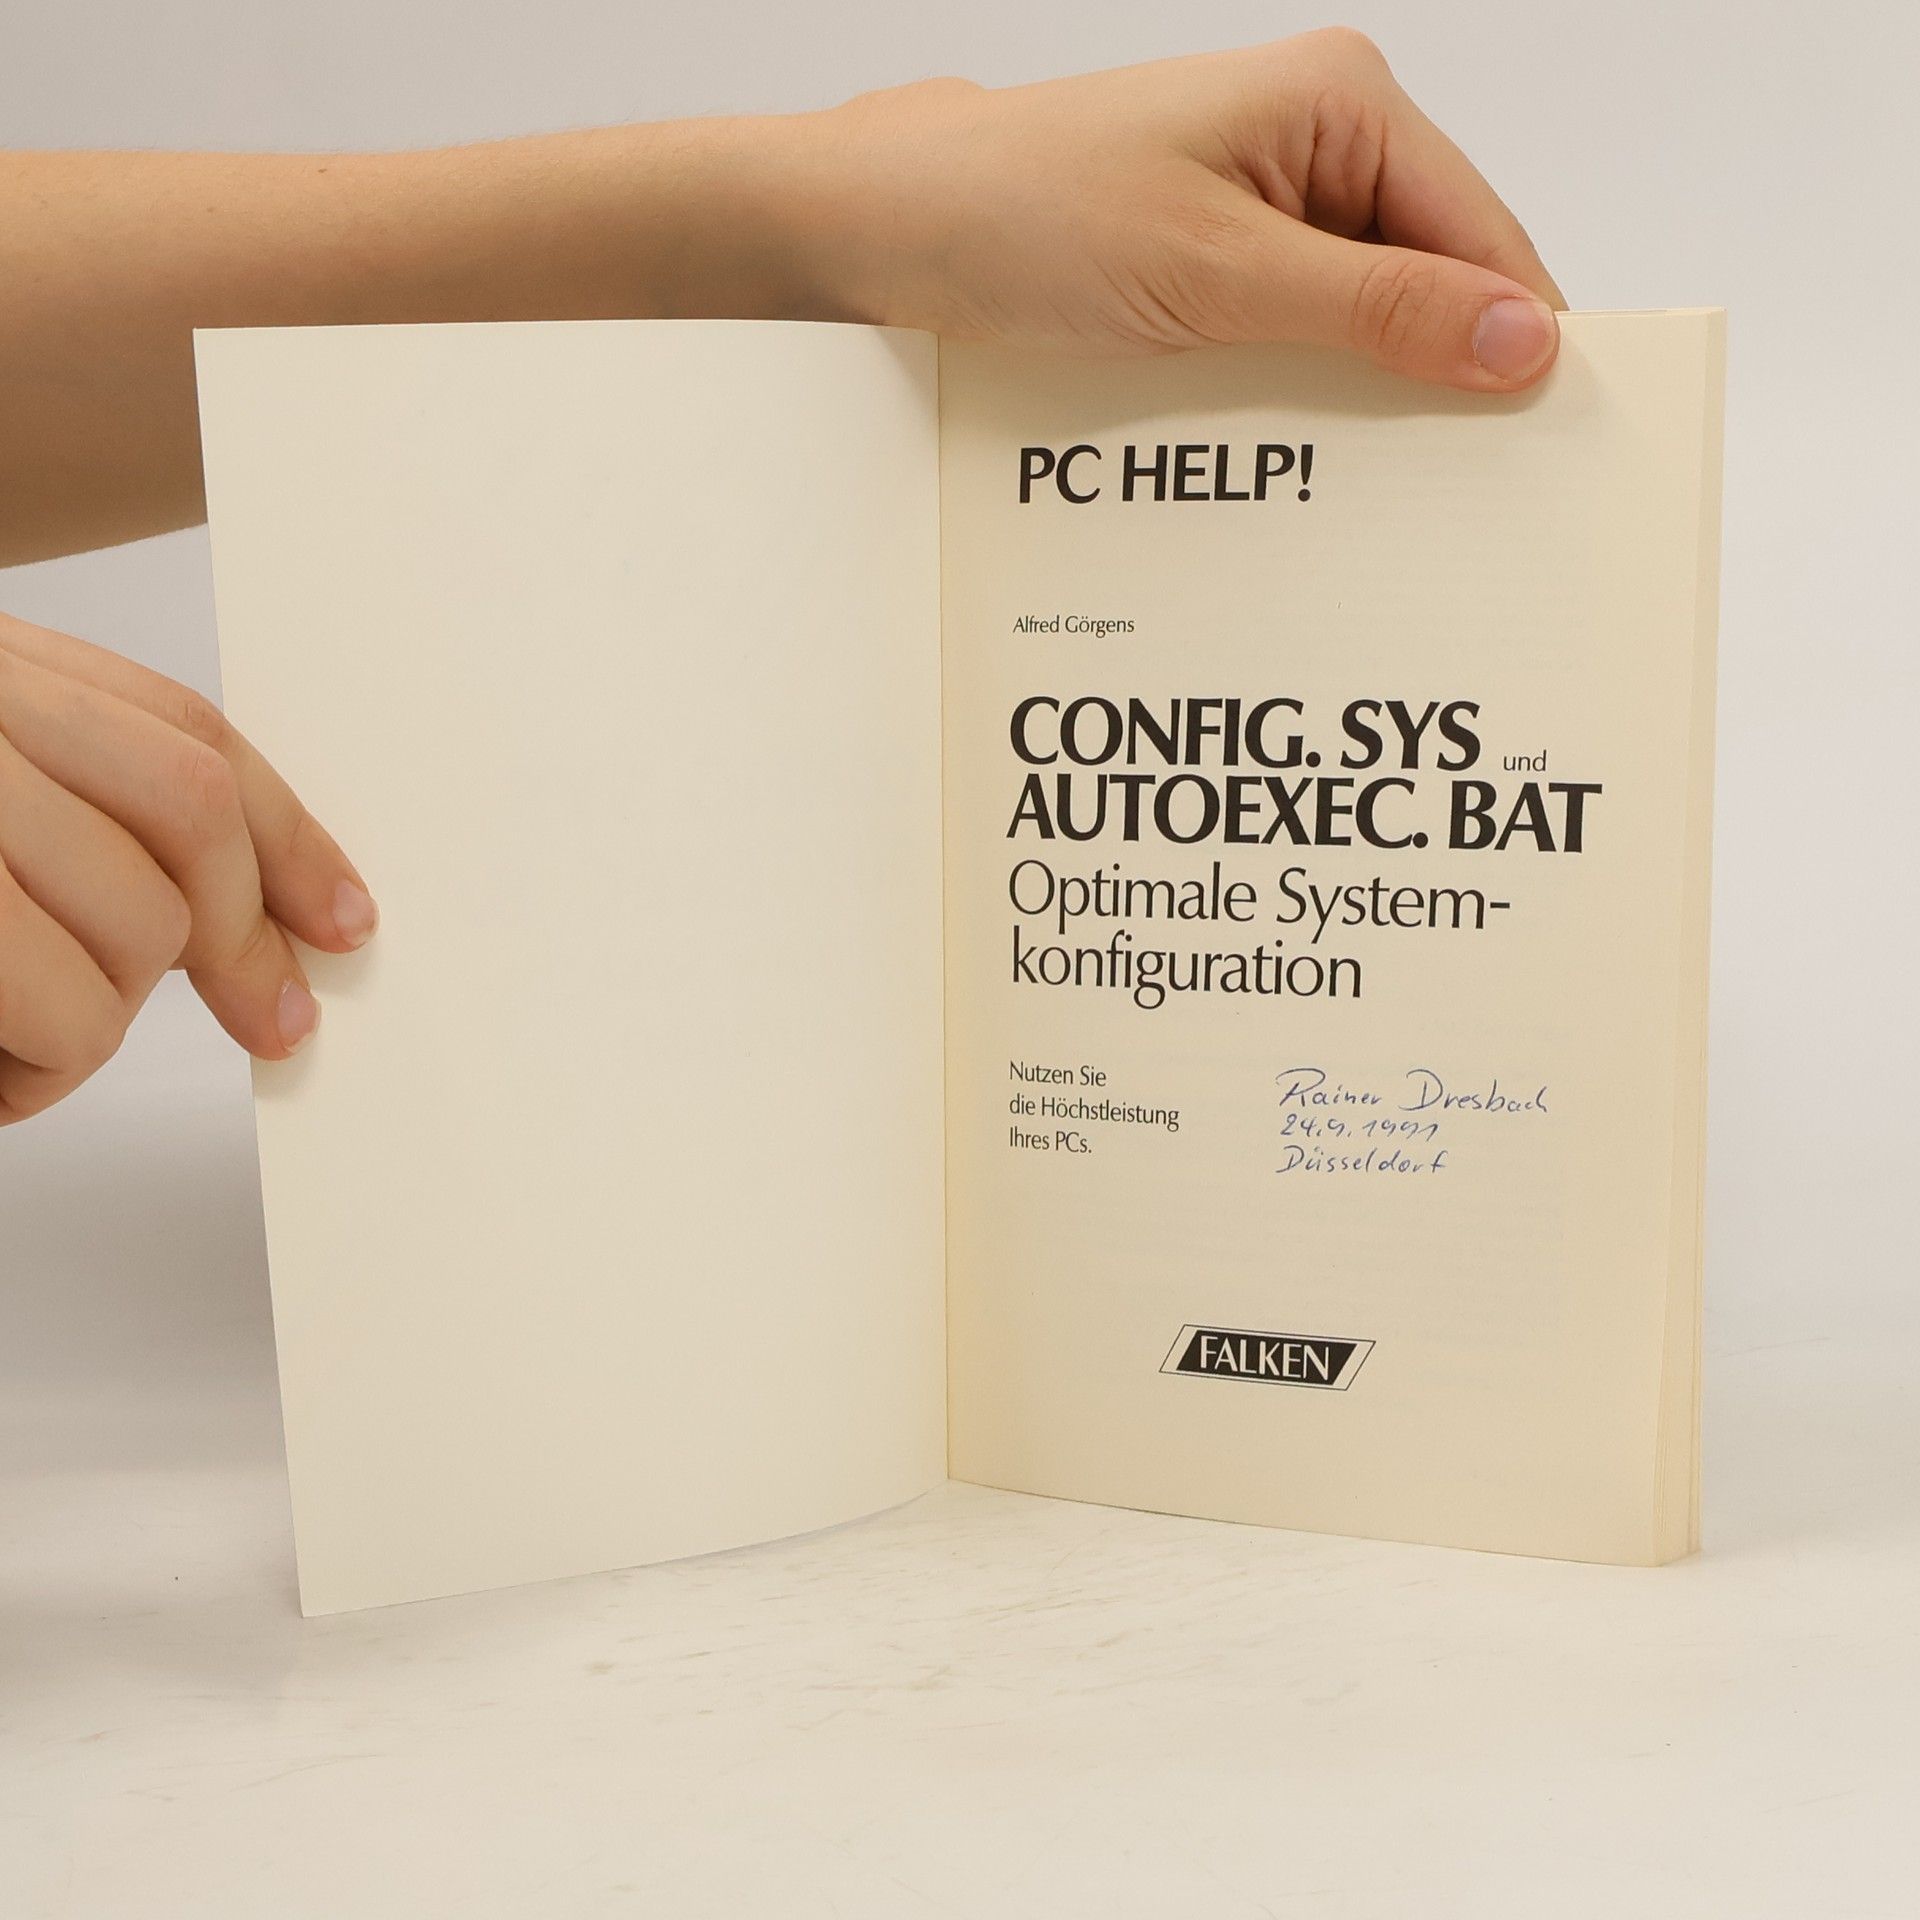 PC HELP!
Alfred Görgens
CONFIG. SYS und
AUTOEXEC. BAT
Optimale System-
konfiguration
Nutzen Sie
die Höchstleistung
Ihres PCs.
Rainer Dresbach
24.9.1991
Düsseldorf
FALKEN